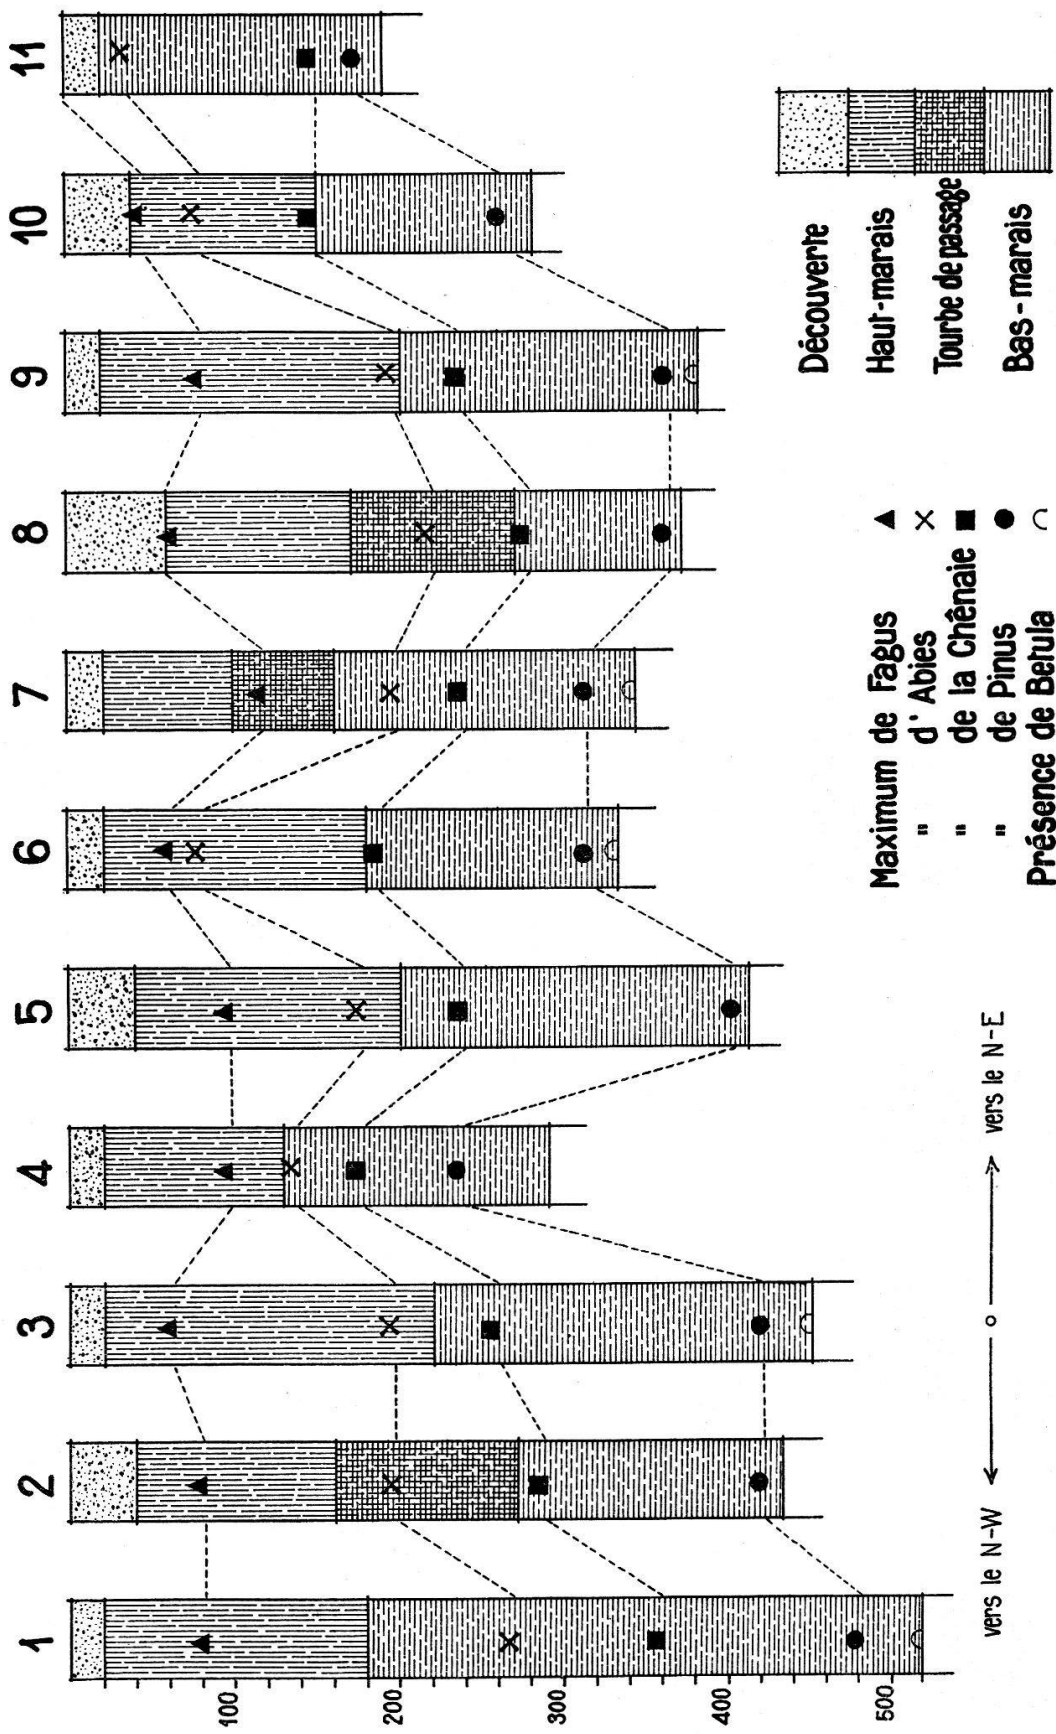 1 2 3 4 5 6 7 8 9 10 11
100
200
300
400
500
vers le N-W vers le N-E
Maximum de Fagus
" d'Abies
" de la Chênaie
" de Pinus
Présence de Betula
Découverte
Haut-marais
Tourbe de passage
Bas-marais